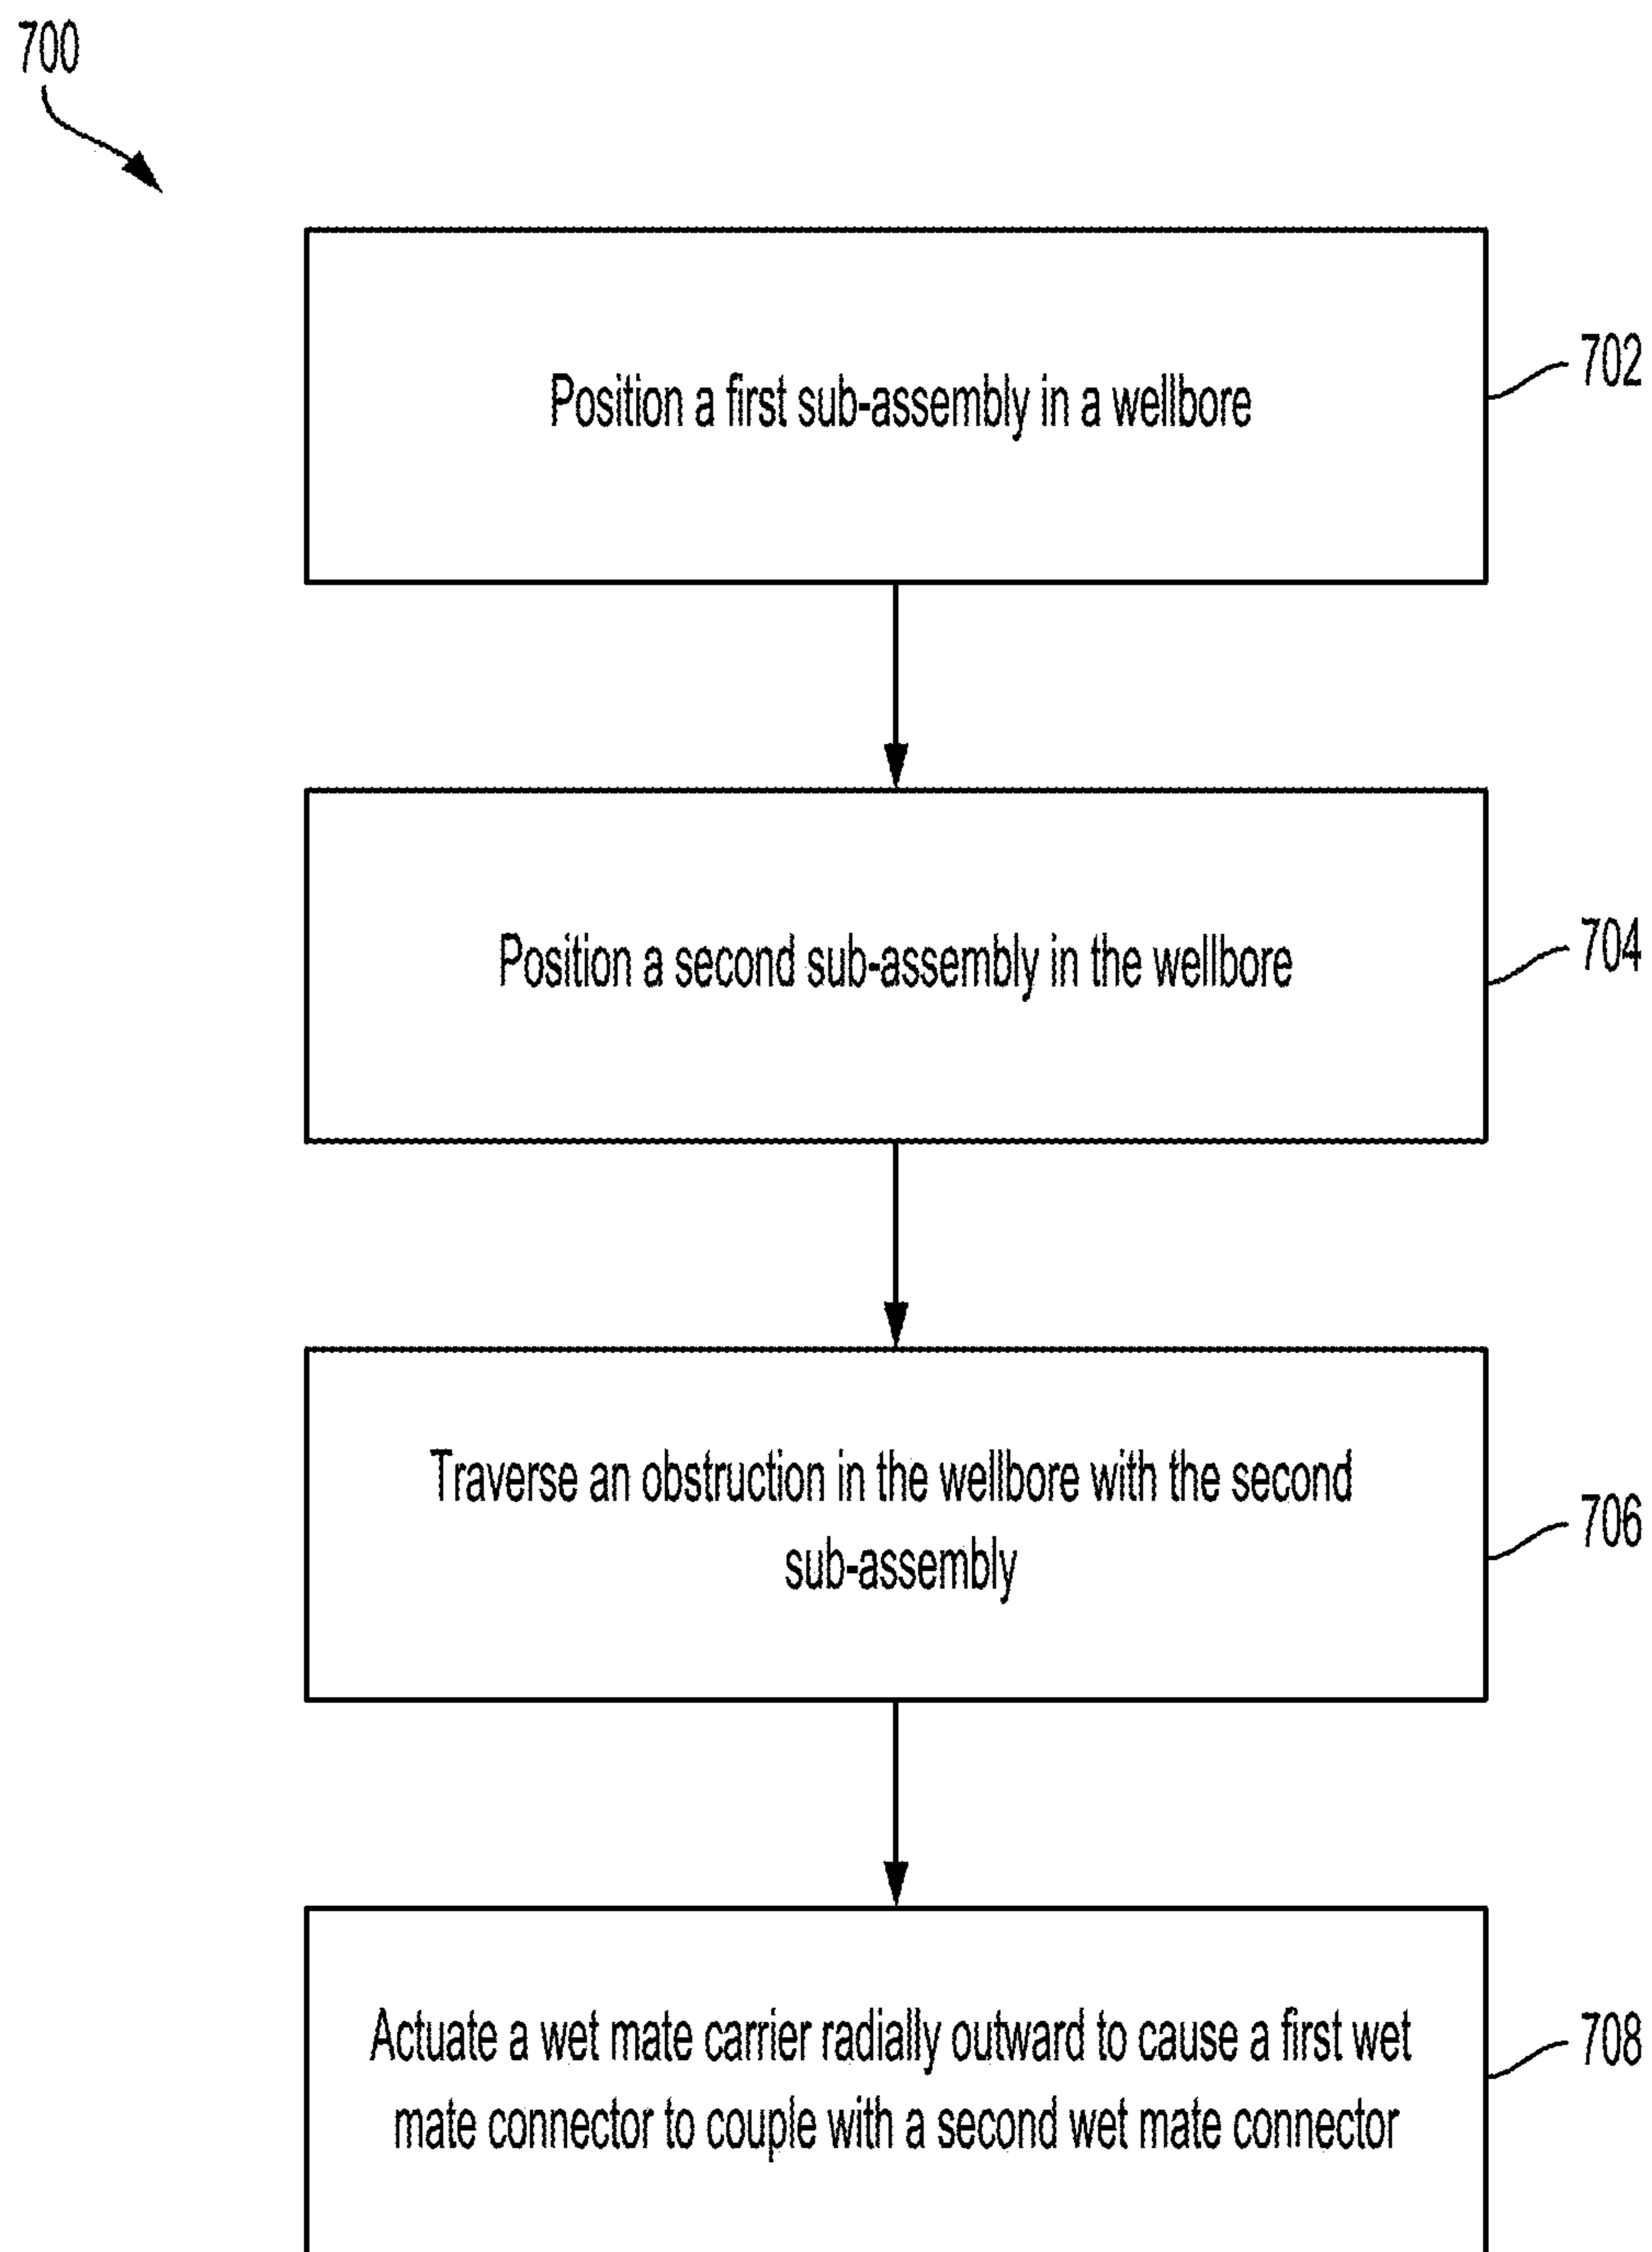 700
Position a first sub-assembly in a wellbore
702
Position a second sub-assembly in the wellbore
704
Traverse an obstruction in the wellbore with the second
sub-assembly
706
Actuate a wet mate carrier radially outward to cause a first wet
mate connector to couple with a second wet mate connector
708